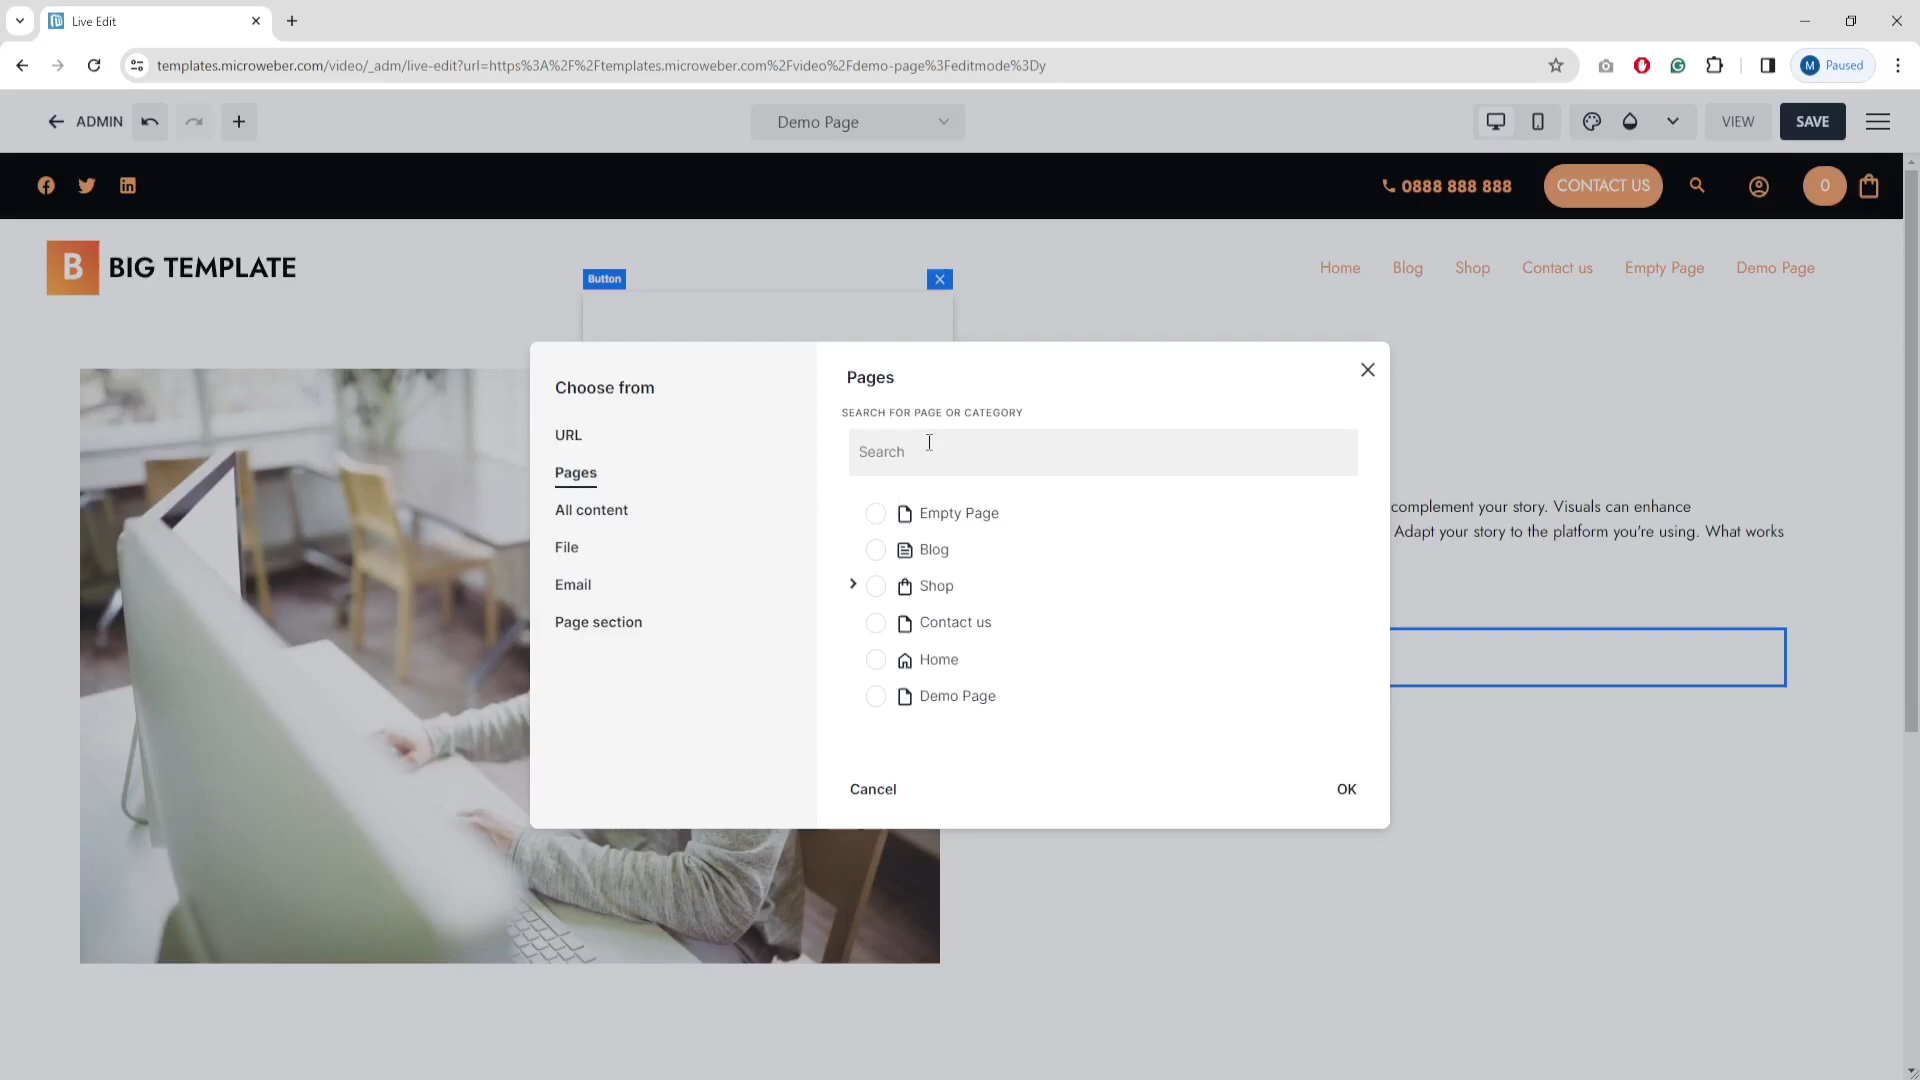 Live Edit
templates.microweber.com/video/_adm/live-edit?url=https%3A%2F%2Ftemplates.microweber.com%2Fvideo%2Fdemo-page%3Feditmode%3Dy
M Paused
ADMIN
Demo Page
VIEW
SAVE
0888 888 888
CONTACT US
0
B BIG TEMPLATE
Home
Blog
Shop
Contact us
Empty Page
Demo Page
Button
Choose from
URL
Pages
All content
File
Email
Page section
Pages
SEARCH FOR PAGE OR CATEGORY
Search
Empty Page
Blog
Shop
Contact us
Home
Demo Page
Cancel
OK
complement your story. Visuals can enhance
Adapt your story to the platform you're using. What works